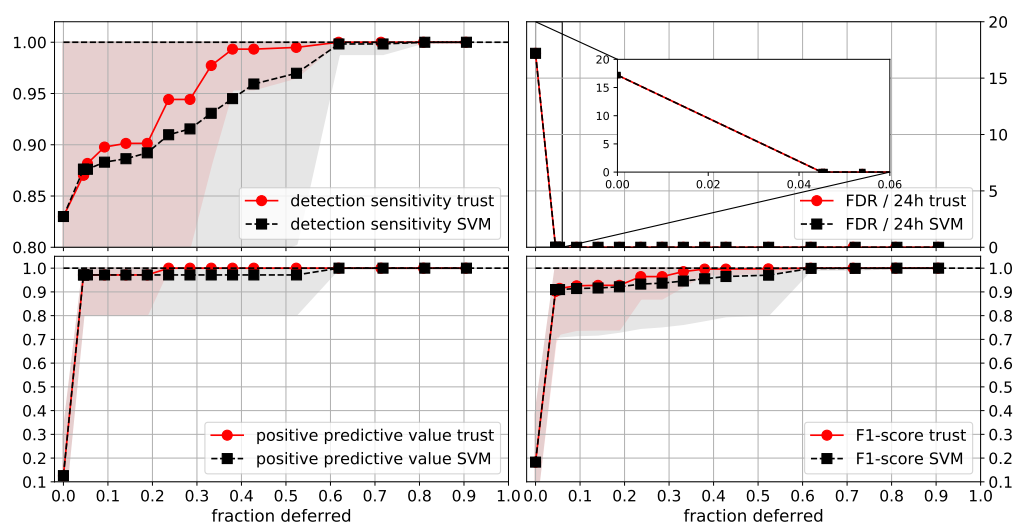 1.00
0.95
0.90
0.85
0.80
detection sensitivity trust
detection sensitivity SVM
20
15
10
5
0
20
15
10
5
0
0.00 0.02 0.04 0.06
FDR / 24h trust
FDR / 24h SVM
1.0
0.9
0.8
0.7
0.6
0.5
0.4
0.3
0.2
0.1
positive predictive value trust
positive predictive value SVM
0.0 0.1 0.2 0.3 0.4 0.5 0.6 0.7 0.8 0.9 1.0
fraction deferred
1.0
0.9
0.8
0.7
0.6
0.5
0.4
0.3
0.2
0.1
F1-score trust
F1-score SVM
0.0 0.1 0.2 0.3 0.4 0.5 0.6 0.7 0.8 0.9 1.0
fraction deferred